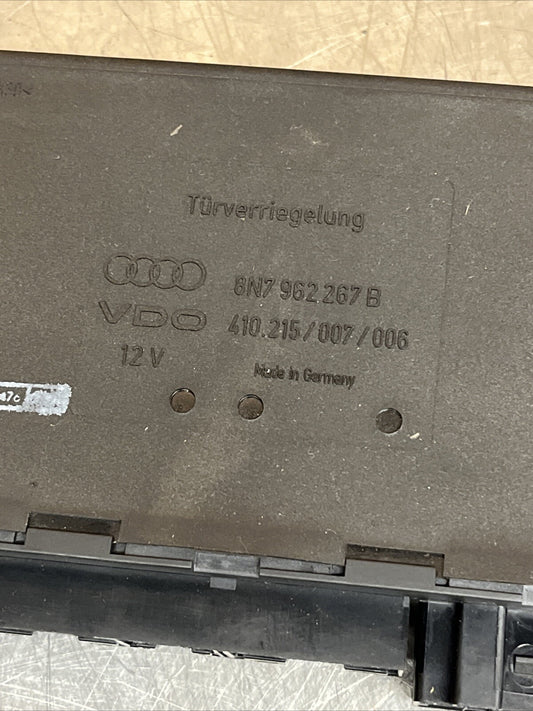 Türverriegelung
8N7 962 267 B
VDO 410.215/007/006
12 V
Made in Germany